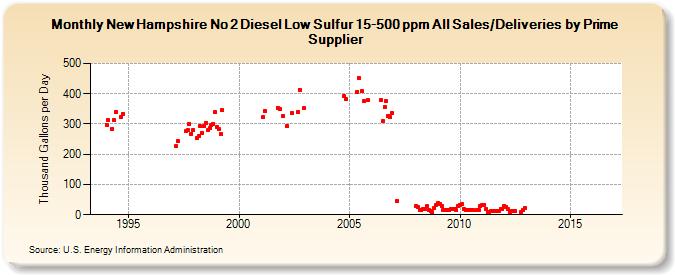 Monthly New Hampshire No 2 Diesel Low Sulfur 15-500 ppm All Sales/Deliveries by Prime
Supplier
Thousand Gallons per Day
500
400
300
200
100
0
1995
2000
2005
2010
2015
Source: U.S. Energy Information Administration